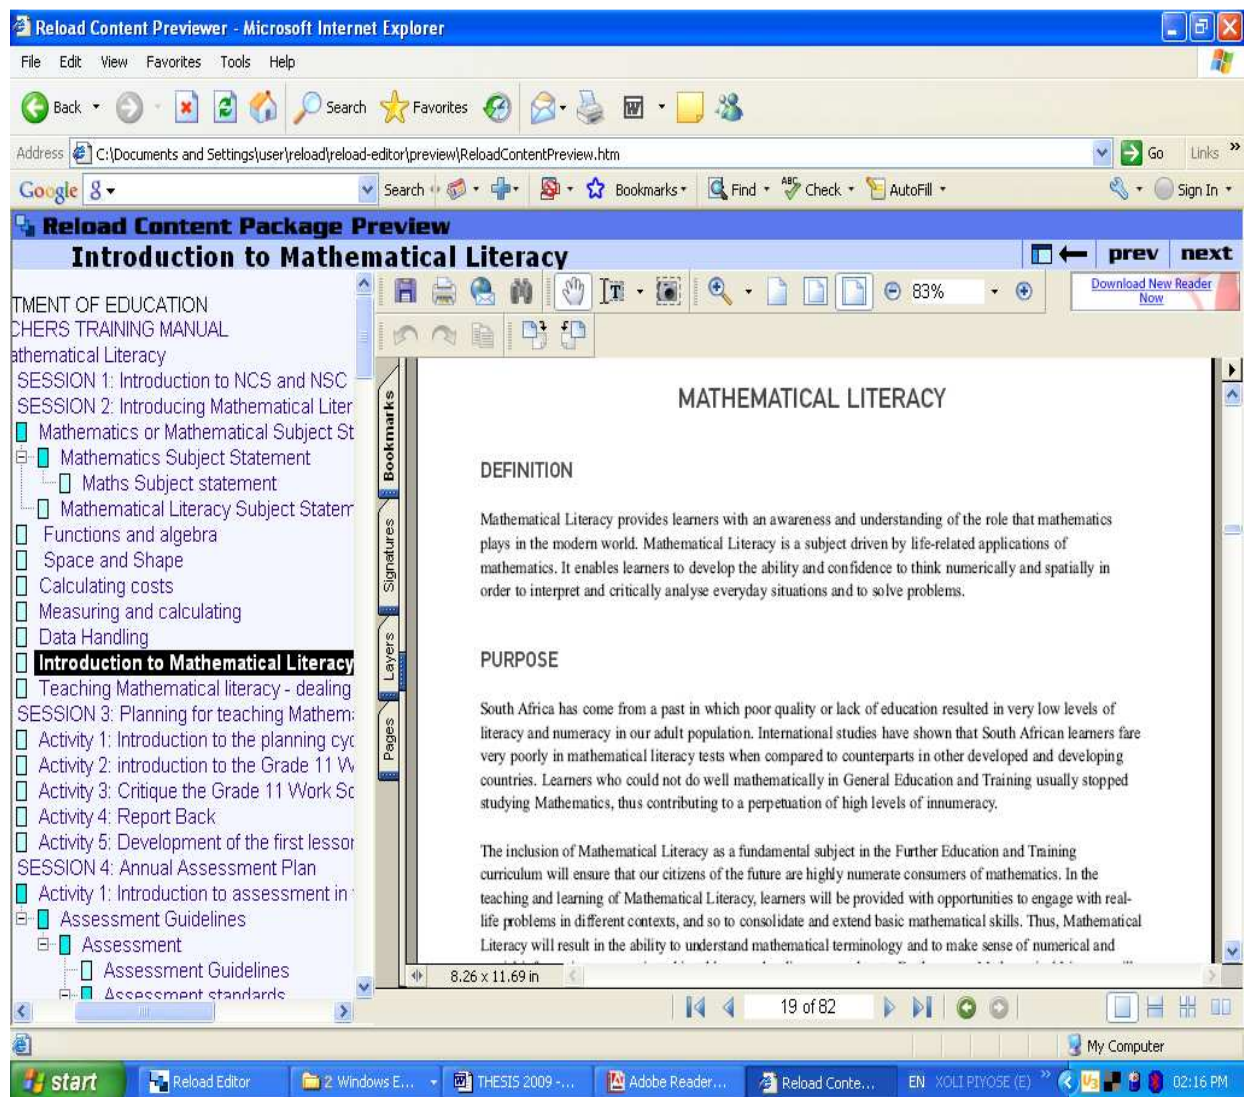 Reload Content Previewer - Microsoft Internet Explorer
File Edit View Favorites Tools Help
Back Search Favorites
Address C:\Documents and Settings\user\reload\reload-editor\preview\ReloadContentPreview.htm Go Links »
Google Search Bookmarks Find ABC Check AutoFill Sign In
Reload Content Package Preview
Introduction to Mathematical Literacy prev next
TMENT OF EDUCATION
CHERS TRAINING MANUAL
athematical Literacy
SESSION 1: Introduction to NCS and NSC
SESSION 2: Introducing Mathematical Liter
Mathematics or Mathematical Subject St
Mathematics Subject Statement
Maths Subject statement
Mathematical Literacy Subject Statem
Functions and algebra
Space and Shape
Calculating costs
Measuring and calculating
Data Handling
Introduction to Mathematical Literacy
Teaching Mathematical literacy - dealing
SESSION 3: Planning for teaching Mathem
Activity 1: Introduction to the planning cyc
Activity 2: introduction to the Grade 11 W
Activity 3: Critique the Grade 11 Work Sc
Activity 4: Report Back
Activity 5: Development of the first lesson
SESSION 4: Annual Assessment Plan
Activity 1: Introduction to assessment in
Assessment Guidelines
Assessment
Assessment Guidelines
Assessment standards
83%
Download New Reader
Now
Bookmarks
Signatures
Layers
Pages
MATHEMATICAL LITERACY
DEFINITION
Mathematical Literacy provides learners with an awareness and understanding of the role that mathematics
plays in the modern world. Mathematical Literacy is a subject driven by life-related applications of
mathematics. It enables learners to develop the ability and confidence to think numerically and spatially in
order to interpret and critically analyse everyday situations and to solve problems.
PURPOSE
South Africa has come from a past in which poor quality or lack of education resulted in very low levels of
literacy and numeracy in our adult population. International studies have shown that South African learners fare
very poorly in mathematical literacy tests when compared to counterparts in other developed and developing
countries. Learners who could not do well mathematically in General Education and Training usually stopped
studying Mathematics, thus contributing to a perpetuation of high levels of innumeracy.
The inclusion of Mathematical Literacy as a fundamental subject in the Further Education and Training
curriculum will ensure that our citizens of the future are highly numerate consumers of mathematics. In the
teaching and learning of Mathematical Literacy, learners will be provided with opportunities to engage with real-
life problems in different contexts, and so to consolidate and extend basic mathematical skills. Thus, Mathematical
Literacy will result in the ability to understand mathematical terminology and to make sense of numerical and
8.26 x 11.69 in
19 of 82
My Computer
start Reload Editor 2 Windows E... THESIS 2009 -... Adobe Reader... Reload Conte... EN XOLI PIYOSE (E) » 02:16 PM